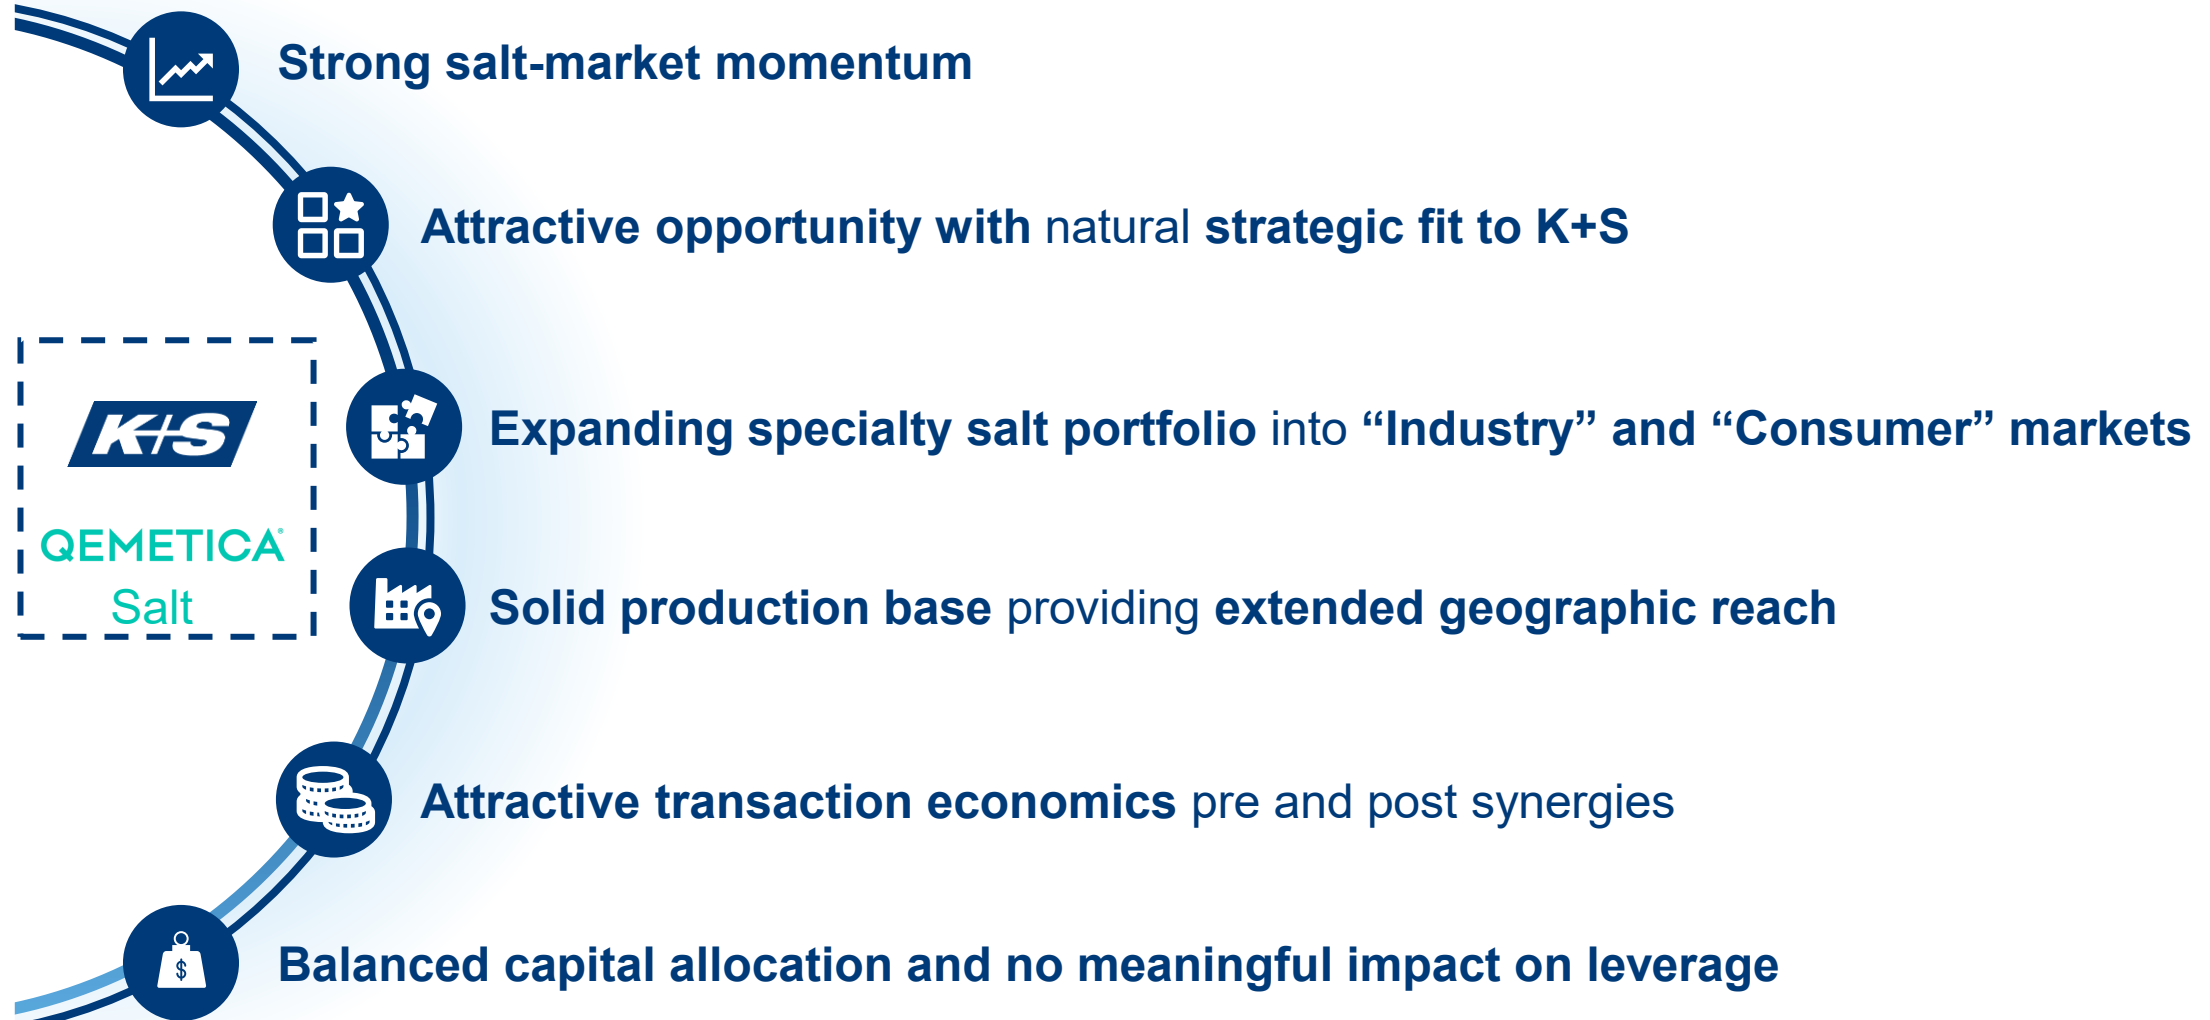 Strong salt-market momentum
Attractive opportunity with natural strategic fit to K+S
K+S
QEMETICA®
Salt
Expanding specialty salt portfolio into “Industry” and “Consumer” markets
Solid production base providing extended geographic reach
Attractive transaction economics pre and post synergies
$
Balanced capital allocation and no meaningful impact on leverage